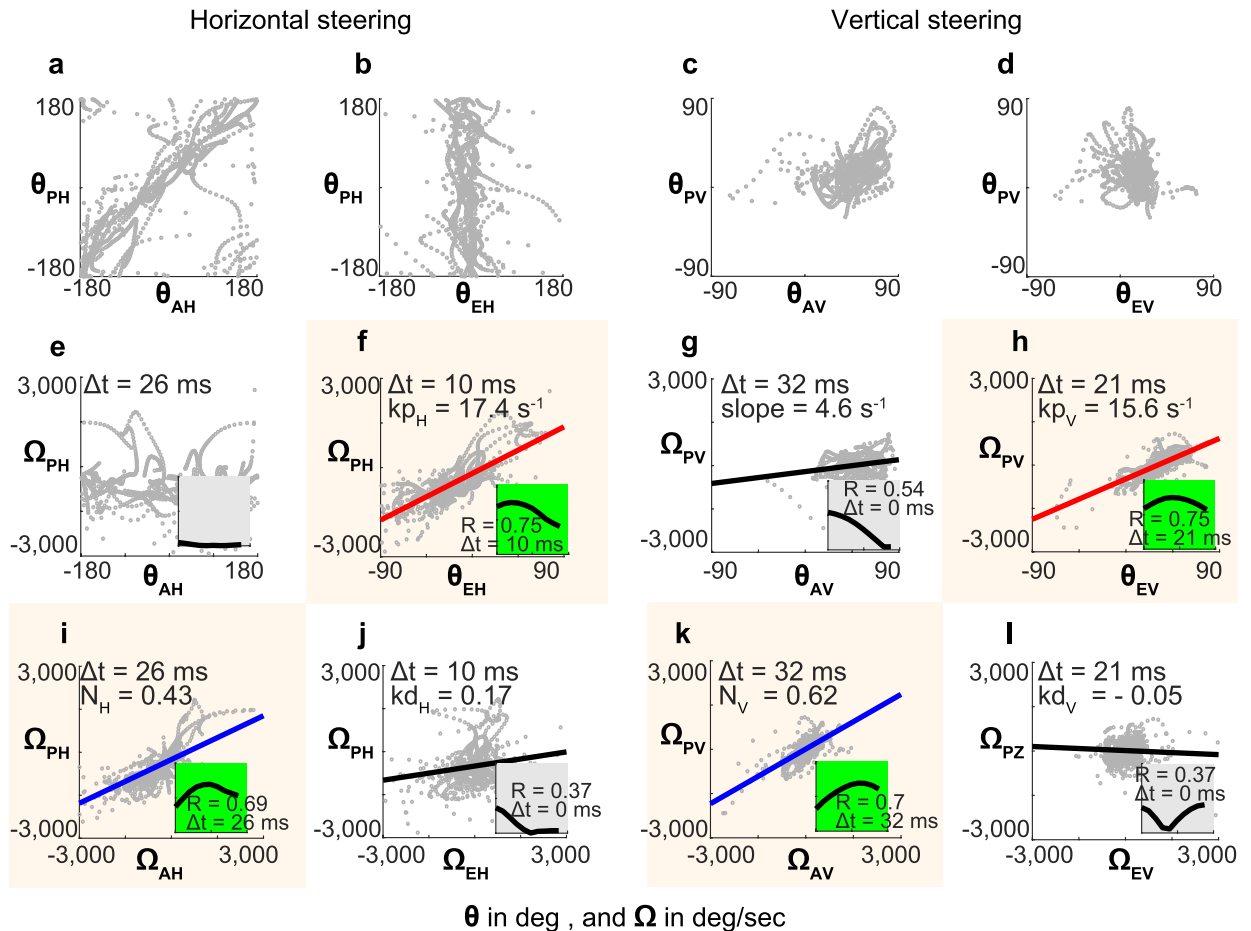 Horizontal steering
Vertical steering
a
180
θPH
-180
-180
θAH
180
b
180
θPH
-180
-180
θEH
180
c
90
θPV
-90
-90
θAV
90
d
90
θPV
-90
-90
θEV
90
e
3,000
Δt = 26 ms
ΩPH
-3,000
-180
θAH
180
f
3,000
Δt = 10 ms
kpH = 17.4 s-1
ΩPH
R = 0.75
Δt = 10 ms
-3,000
-90
θEH
90
g
3,000
Δt = 32 ms
slope = 4.6 s-1
ΩPV
R = 0.54
Δt = 0 ms
-3,000
-90
θAV
90
h
3,000
Δt = 21 ms
kpV = 15.6 s-1
ΩPV
R = 0.75
Δt = 21 ms
-3,000
-90
θEV
90
i
3,000
Δt = 26 ms
NH = 0.43
ΩPH
R = 0.69
Δt = 26 ms
-3,000
-3,000
ΩAH
3,000
j
3,000
Δt = 10 ms
kdH = 0.17
ΩPH
R = 0.37
Δt = 0 ms
-3,000
-3,000
ΩEH
3,000
k
3,000
Δt = 32 ms
NV = 0.62
ΩPV
R = 0.7
Δt = 32 ms
-3,000
-3,000
ΩAV
3,000
l
3,000
Δt = 21 ms
kdV = - 0.05
ΩPZ
R = 0.37
Δt = 0 ms
-3,000
-3,000
ΩEV
3,000
θ in deg , and Ω in deg/sec